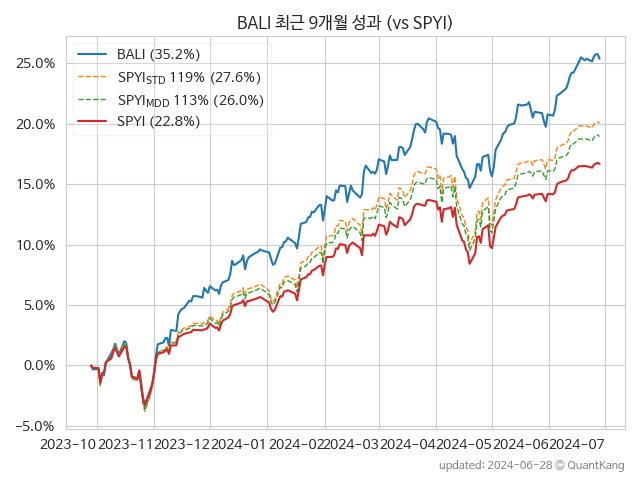 BALI 최근 9개월 성과 (vs SPYI)
BALI (35.2%)
SPYISTD 119% (27.6%)
SPYIMDD 113% (26.0%)
SPYI (22.8%)
25.0%
20.0%
15.0%
10.0%
5.0%
0.0%
−5.0%
2023−10 2023−11 2023−12 2024−01 2024−02 2024−03 2024−04 2024−05 2024−06 2024−07
updated: 2024-06-28 © QuantKang